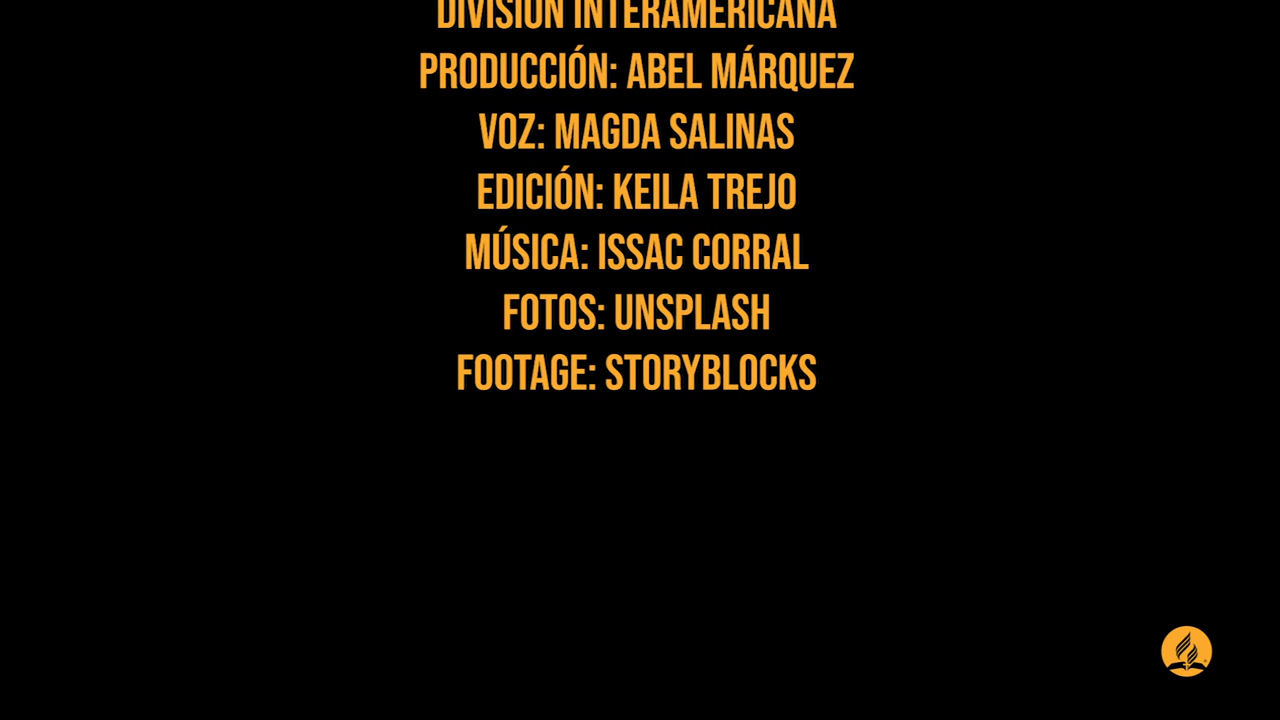 DIVISIÓN INTERAMERICANA
PRODUCCIÓN: ABEL MÁRQUEZ
VOZ: MAGDA SALINAS
EDICIÓN: KEILA TREJO
MÚSICA: ISSAC CORRAL
FOTOS: UNSPLASH
FOOTAGE: STORYBLOCKS